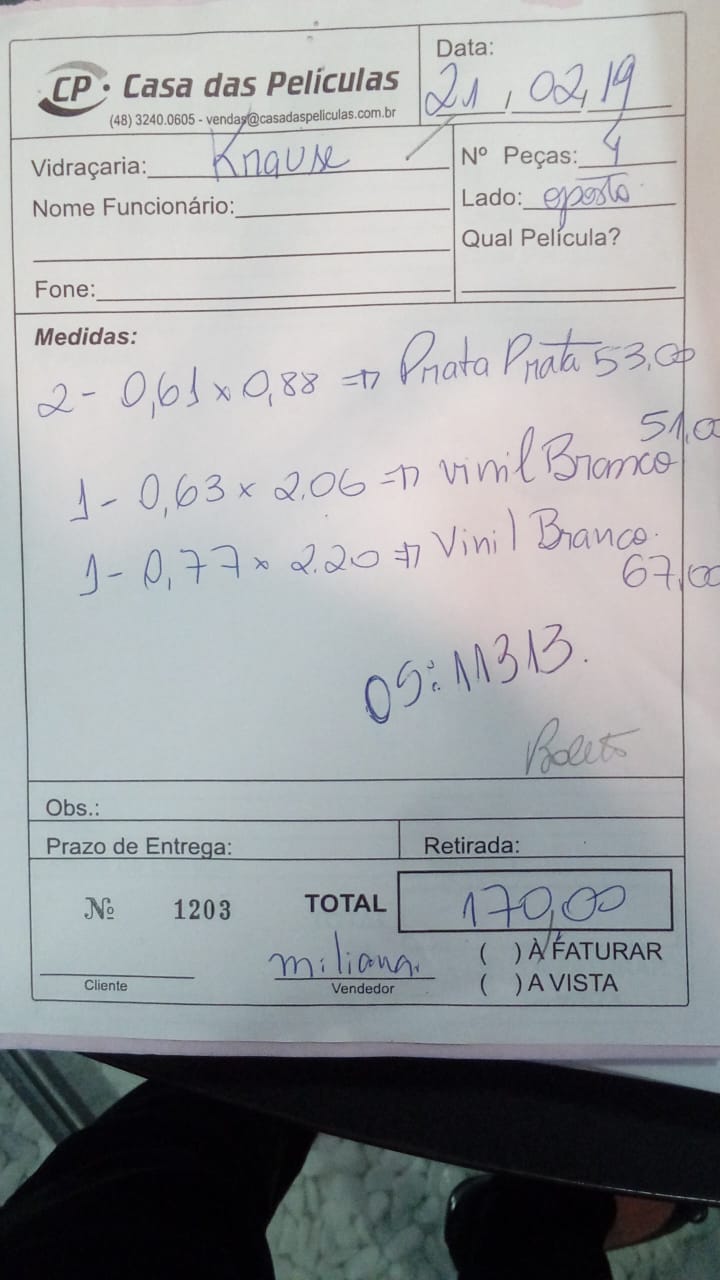 CP · Casa das Películas
(48) 3240.0605 - vendas@casadaspeliculas.com.br
Data:
21, 02, 19
Vidraçaria: Knause
Nº Peças: 4
Nome Funcionário:
Lado: oposto
Qual Película?
Fone:
Medidas:
2 - 0,61 x 0,88 => Prata Prata 53,00
51,00
1 - 0,63 x 2.06 => vinil Branco
1 - 0,77 x 2.20 => Vinil Branco.
67,00
OS: 11313.
Boleto
Obs.:
Prazo de Entrega:
Retirada:
Nº 1203
TOTAL 170,00
miliana.
( ) À FATURAR
Cliente
Vendedor
( ) A VISTA